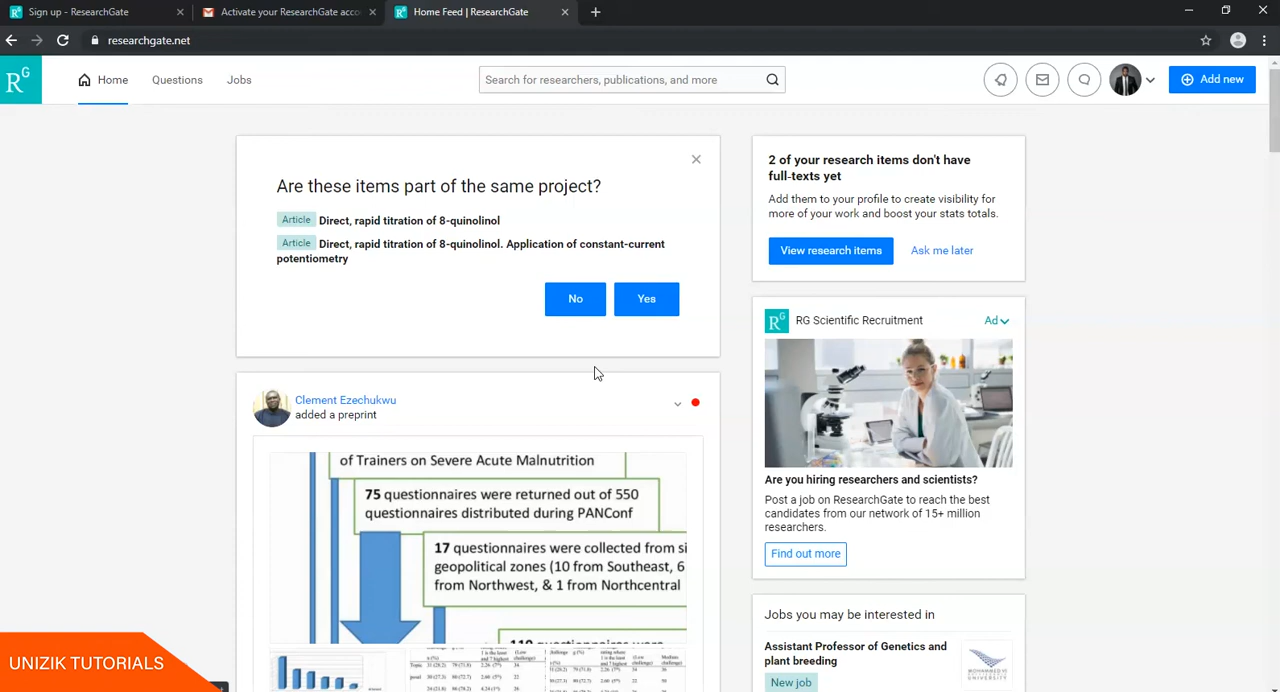 Sign up - ResearchGate
Activate your ResearchGate acco
Home Feed | ResearchGate
researchgate.net
RG
Home
Questions
Jobs
Search for researchers, publications, and more
Add new
Are these items part of the same project?
Article Direct, rapid titration of 8-quinolinol
Article Direct, rapid titration of 8-quinolinol. Application of constant-current
potentiometry
No
Yes
Clement Ezechukwu
added a preprint
of Trainers on Severe Acute Malnutrition
75 questionnaires were returned out of 550
questionnaires distributed during PANConf
17 questionnaires were collected from si
geopolitical zones (10 from Southeast, 6
from Northwest, & 1 from Northcentral
2 of your research items don't have
full-texts yet
Add them to your profile to create visibility for
more of your work and boost your stats totals.
View research items
Ask me later
RG
RG Scientific Recruitment
Ad
Are you hiring researchers and scientists?
Post a job on ResearchGate to reach the best
candidates from our network of 15+ million
researchers.
Find out more
Jobs you may be interested in
Assistant Professor of Genetics and
plant breeding
New job
UNIZIK TUTORIALS